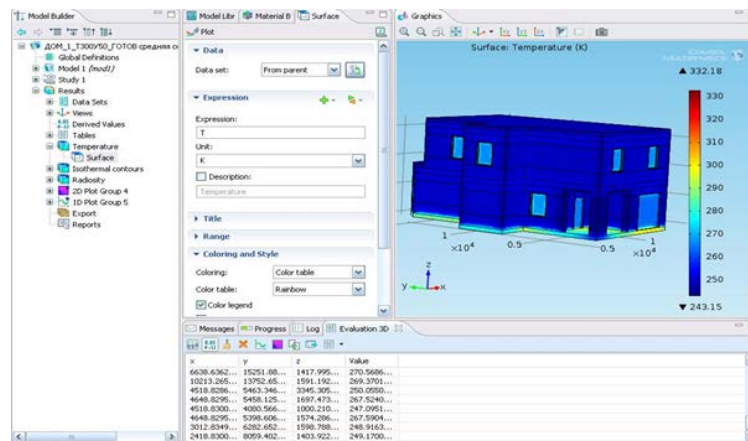 Model Builder
ДОМ_1_Т300У50_ГОТОВ средняя со
Global Definitions
Model 1 (mod1)
Study 1
Results
Data Sets
Views
Derived Values
Tables
Temperature
Surface
Isothermal contours
Radiosity
2D Plot Group 4
1D Plot Group 5
Export
Reports
Model Libr
Material B
Surface
Plot
Data
Data set:
From parent
Expression
Expression:
T
Unit:
K
Description:
Temperature
Title
Range
Coloring and Style
Coloring:
Color table
Color table:
Rainbow
Color legend
Graphics
Surface: Temperature (K)
▲ 332.18
330
320
310
300
290
280
270
260
250
▼ 243.15
1
×10⁴
0.5
0.5
1
×10⁴
z
y
x
Messages
Progress
Log
Evaluation 3D
x y z Value
6638.6362... 15251.88... 1417.995... 270.5686...
10213.265... 13752.65... 1591.192... 269.3701...
4518.8286... 5463.346... 3345.305... 250.0550...
4648.8295... 5458.125... 1697.473... 267.5240...
4518.8300... 4080.566... 1000.210... 247.0951...
4648.8295... 5398.606... 1574.286... 267.5904...
3012.8349... 6282.652... 1598.788... 248.9163...
2418.8300... 8059.402... 1403.922... 249.1700...